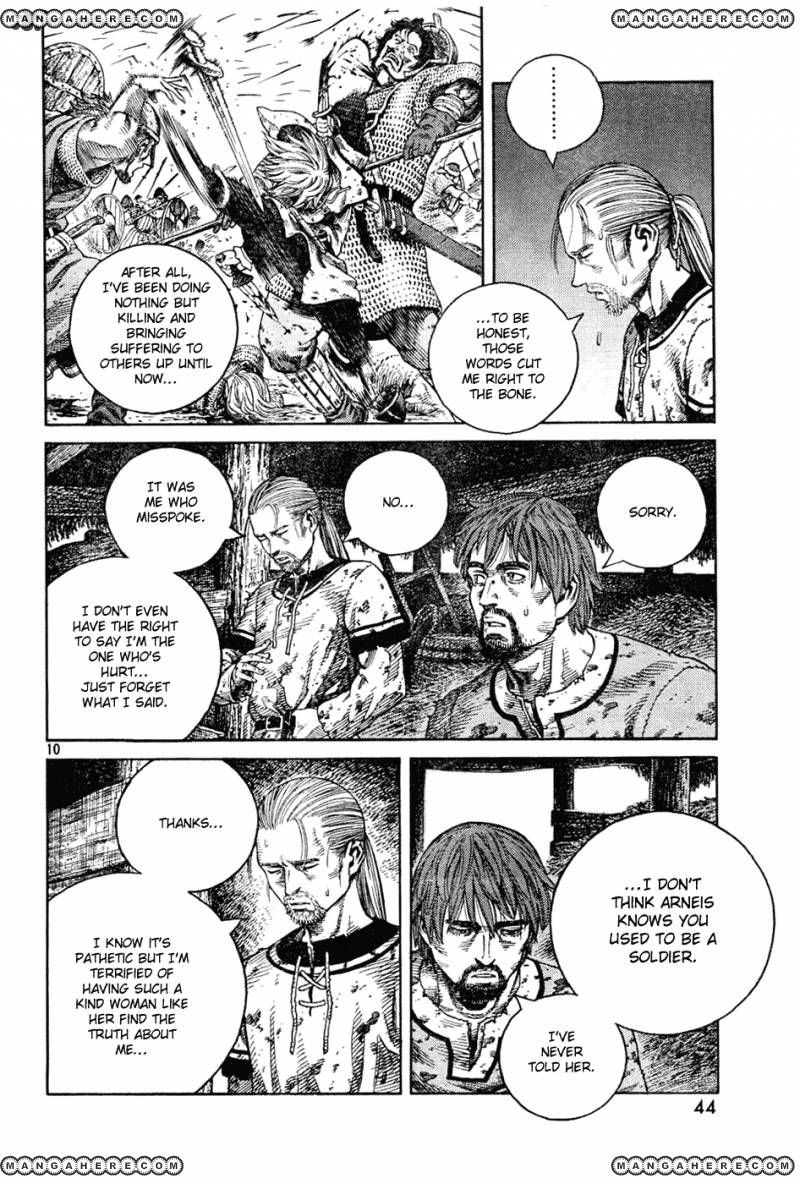 MANGAHERE.COM
MANGAHERE.COM
.........
...TO BE
HONEST,
THOSE
WORDS CUT
ME RIGHT TO
THE BONE.
AFTER ALL,
I'VE BEEN DOING
NOTHING BUT
KILLING AND
BRINGING
SUFFERING TO
OTHERS UP UNTIL
NOW...
SORRY.
NO...
IT WAS
ME WHO
MISSPOKE.
I DON'T EVEN
HAVE THE RIGHT
TO SAY I'M THE
ONE WHO'S
HURT...
JUST FORGET
WHAT I SAID.
10
...I DON'T
THINK ARNEIS
KNOWS YOU
USED TO BE A
SOLDIER.
I'VE
NEVER
TOLD HER.
THANKS...
I KNOW IT'S
PATHETIC BUT I'M
TERRIFIED OF
HAVING SUCH A
KIND WOMAN LIKE
HER FIND THE
TRUTH ABOUT
ME...
44
MANGAHERE.COM
MANGAHERE.COM